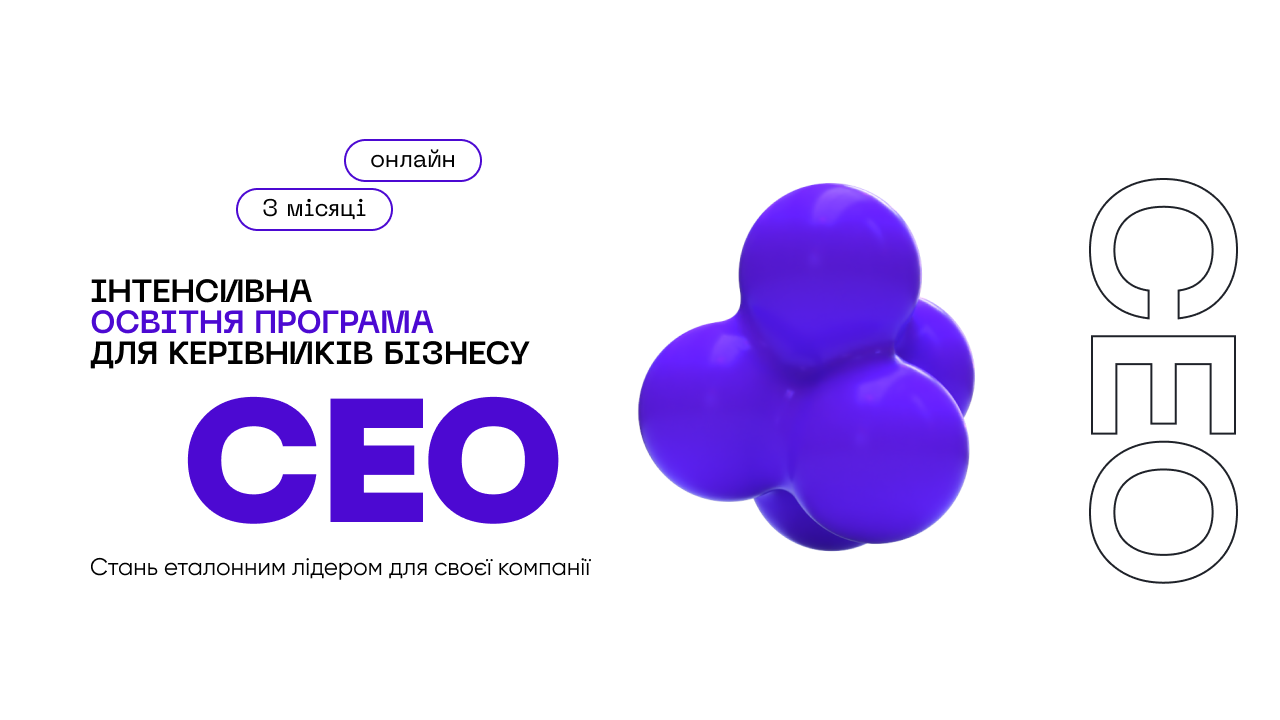 онлайн
3 місяці
ІНТЕНСИВНА
ОСВІТНЯ ПРОГРАМА
ДЛЯ КЕРІВНИКІВ БІЗНЕСУ
CEO
Стань еталонним лідером для своєї компанії
CEO